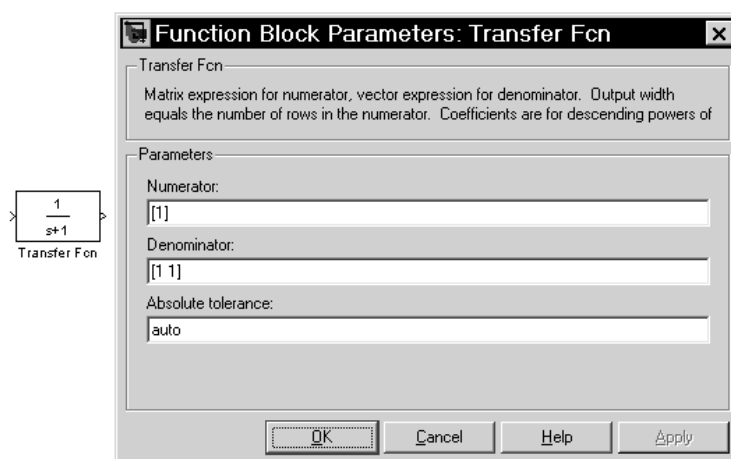 Function Block Parameters: Transfer Fcn
Transfer Fcn
Matrix expression for numerator, vector expression for denominator. Output width
equals the number of rows in the numerator. Coefficients are for descending powers of
Parameters
Numerator:
[1]
Denominator:
[1 1]
Absolute tolerance:
auto
OK Cancel Help Apply
1
s+1
Transfer Fcn